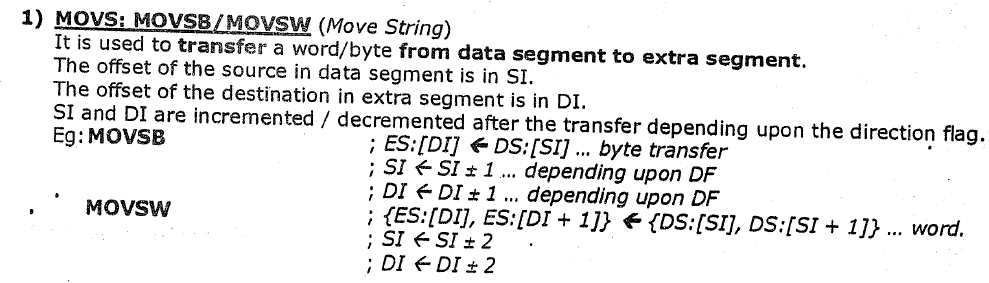 1) MOVS: MOVSB/MOVSW (Move String)
It is used to transfer a word/byte from data segment to extra segment.
The offset of the source in data segment is in SI.
The offset of the destination in extra segment is in DI.
SI and DI are incremented / decremented after the transfer depending upon the direction flag.
Eg: MOVSB ; ES:[DI] ← DS:[SI] ... byte transfer
; SI ← SI ± 1 ... depending upon DF
; DI ← DI ± 1 ... depending upon DF
MOVSW ; {ES:[DI], ES:[DI + 1]} ← {DS:[SI], DS:[SI + 1]} ... word.
; SI ← SI ± 2
; DI ← DI ± 2